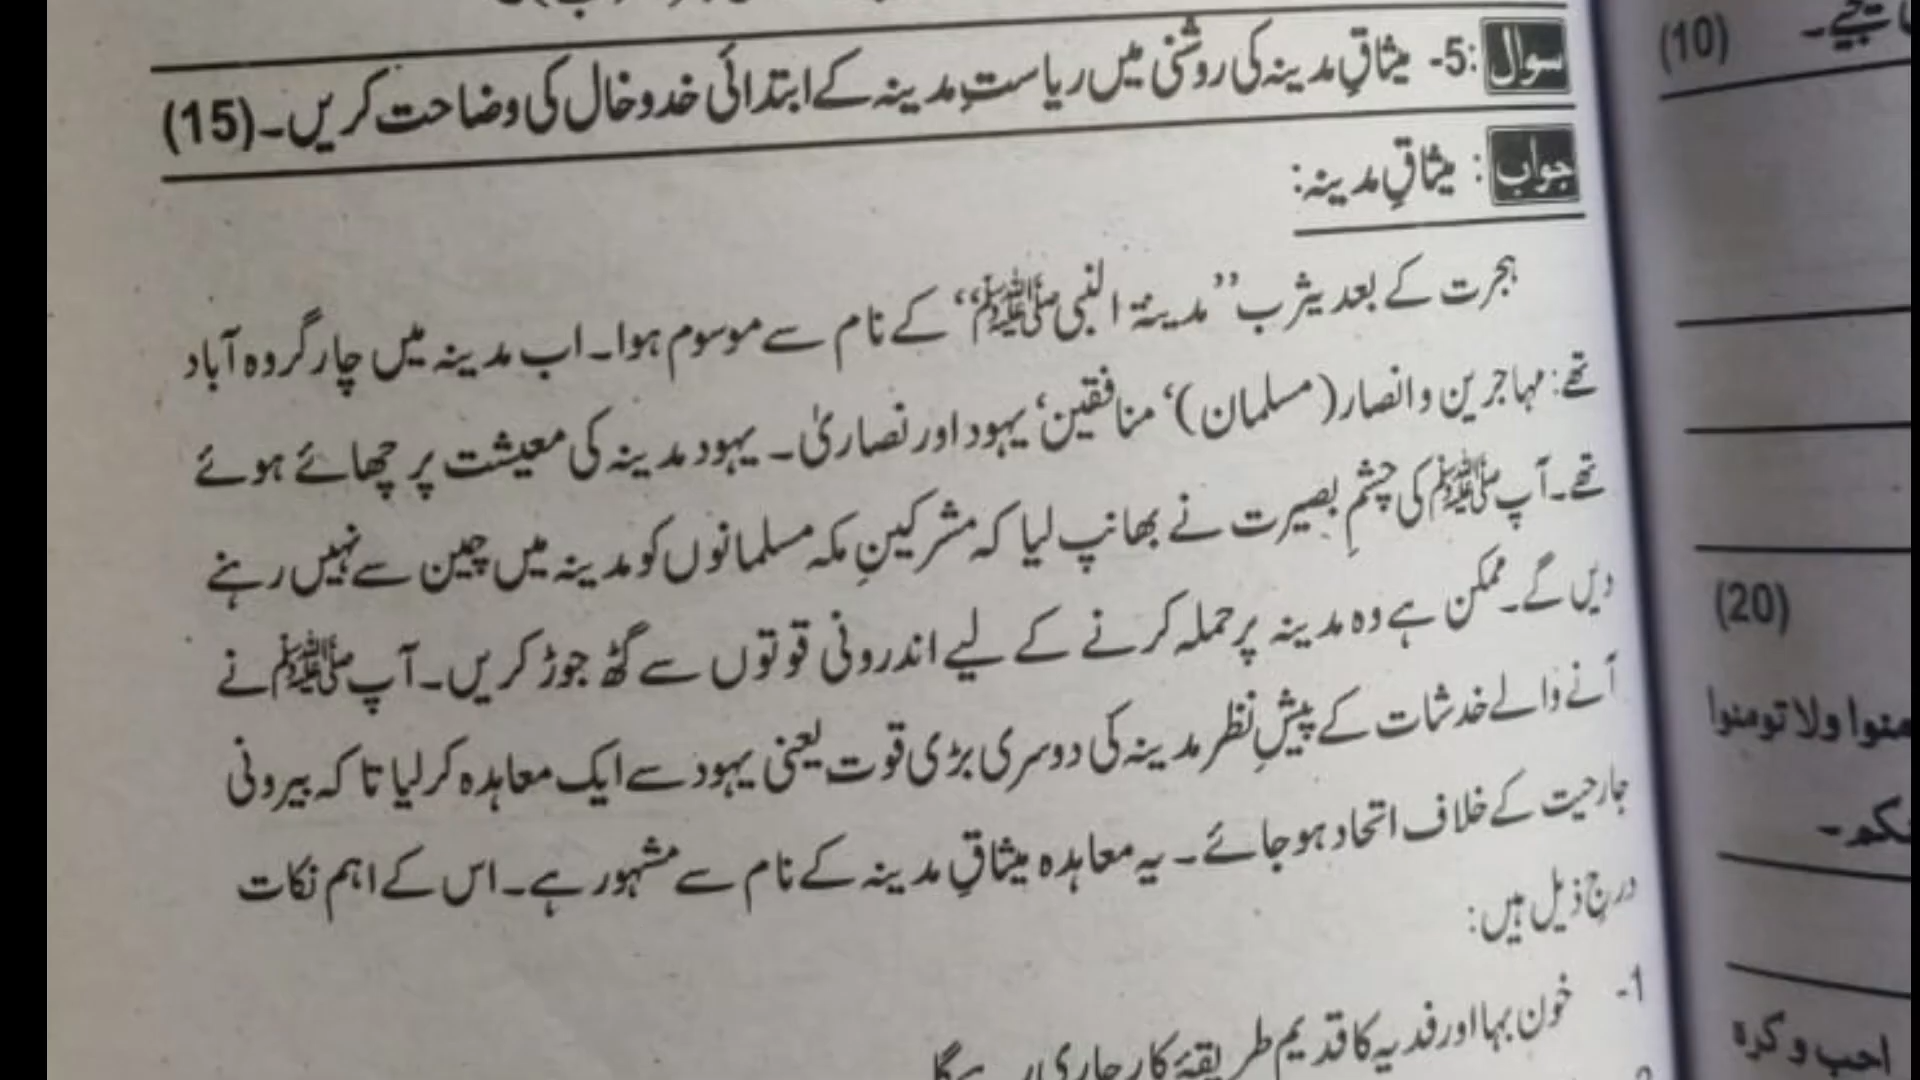 سوال :5- میثاقِ مدینہ کی روشنی میں ریاستِ مدینہ کے ابتدائی خدوخال کی وضاحت کریں۔ (15)
جواب : میثاقِ مدینہ:
ہجرت کے بعد یثرب ’’مدینۃ النبی ﷺ‘‘ کے نام سے موسوم ہوا۔ اب مدینہ میں چار گروہ آباد
تھے: مہاجرین و انصار (مسلمان)‘ منافقین‘ یہود اور نصاریٰ۔ یہود مدینہ کی معیشت پر چھائے ہوئے
تھے۔ آپ ﷺ کی چشمِ بصیرت نے بھانپ لیا کہ مشرکینِ مکہ مسلمانوں کو مدینہ میں چین سے نہیں رہنے
دیں گے۔ ممکن ہے وہ مدینہ پر حملہ کرنے کے لیے اندرونی قوتوں سے گٹھ جوڑ کریں۔ آپ ﷺ نے
آنے والے خدشات کے پیشِ نظر مدینہ کی دوسری بڑی قوت یعنی یہود سے ایک معاہدہ کر لیا تا کہ بیرونی
جارحیت کے خلاف اتحاد ہو جائے۔ یہ معاہدہ میثاقِ مدینہ کے نام سے مشہور ہے۔ اس کے اہم نکات
درج ذیل ہیں:
1- خون بہا اور فدیہ کا قدیم طریقۂ کار جاری رہے گا
(10)
(20)
ولا تومنوا
احب وکره